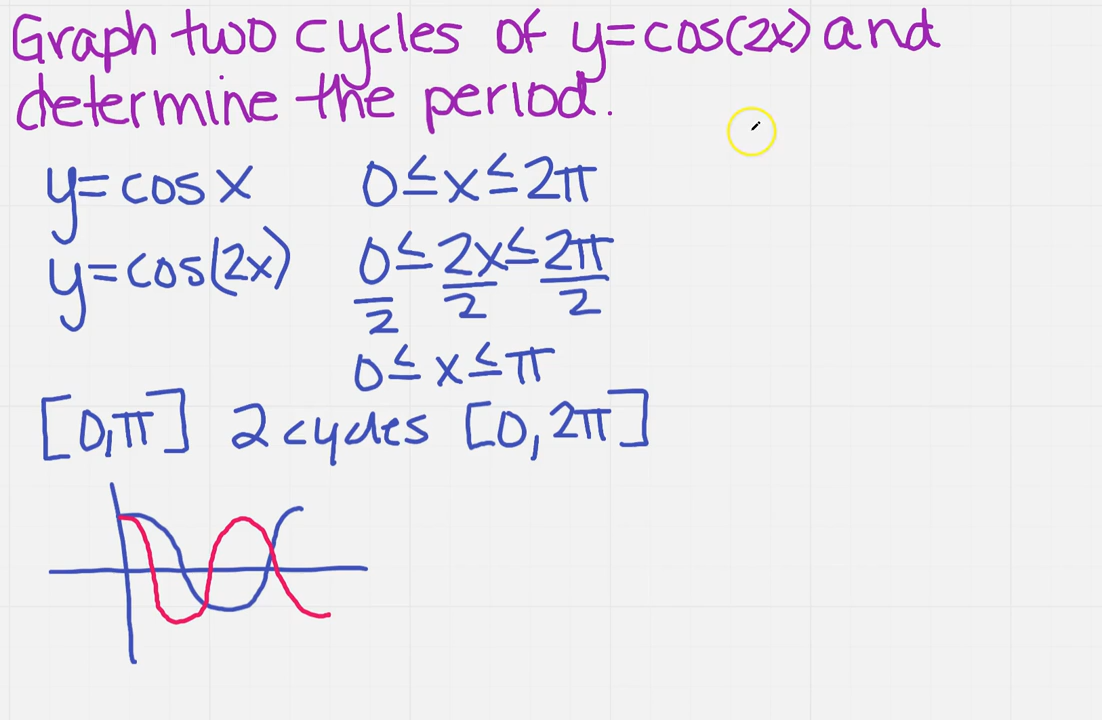 Graph two cycles of y=cos(2x) and
determine the period.
y=cos x 0≤x≤2π
y=cos(2x) 0/2≤2x/2≤2π/2
0≤x≤π
[0,π] 2 cycles [0,2π]